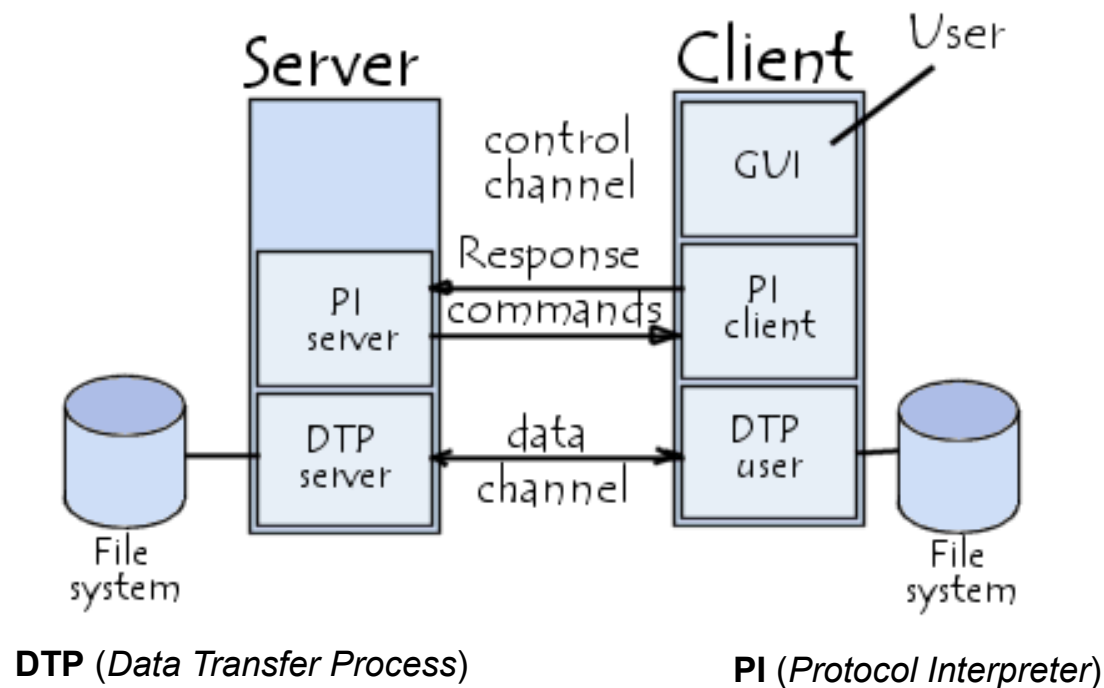 Server
Client
User
control
channel
GUI
Response
commands
PI
server
PI
client
DTP
server
data
channel
DTP
user
File
system
File
system
DTP (Data Transfer Process)
PI (Protocol Interpreter)